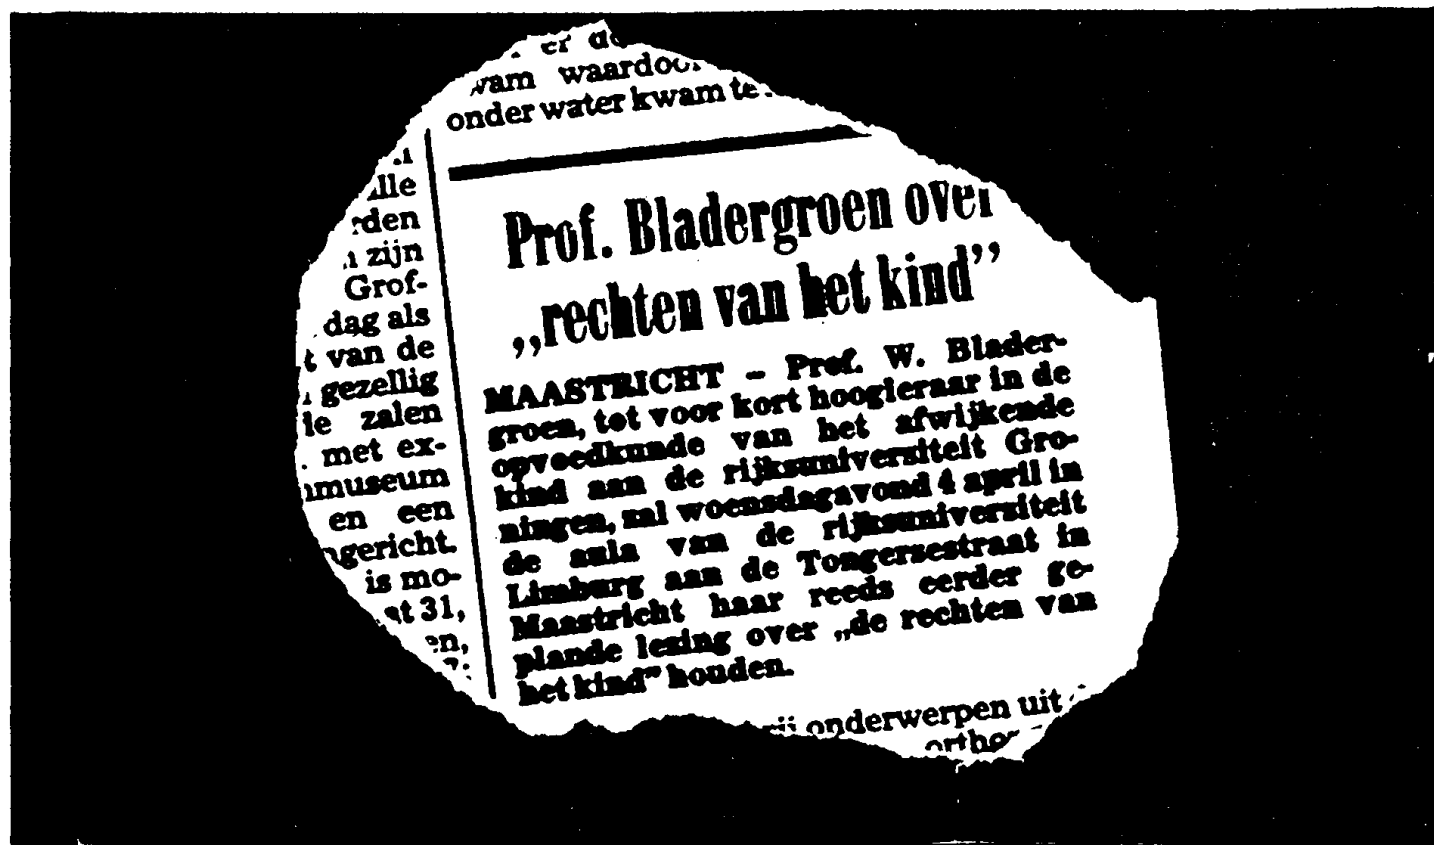 waardoor
onder water kwam te
alle
zijn
Grof-
dag als
van de
gezellig
zalen
met ex-
museum
en een
gericht.
is mo-
31,
Prof. Bladergroen over
„rechten van het kind”
MAASTRICHT – Prof. W. Blader-
groen, tot voor kort hoogleraar in de
opvoedkunde van het afwijkende
kind aan de rijksuniversiteit Gro-
ningen, zal woensdagavond 4 april in
de aula van de rijksuniversiteit
Limburg aan de Tongersestraat in
Maastricht haar reeds eerder ge-
plande lezing over „de rechten van
het kind” houden.
onderwerpen uit